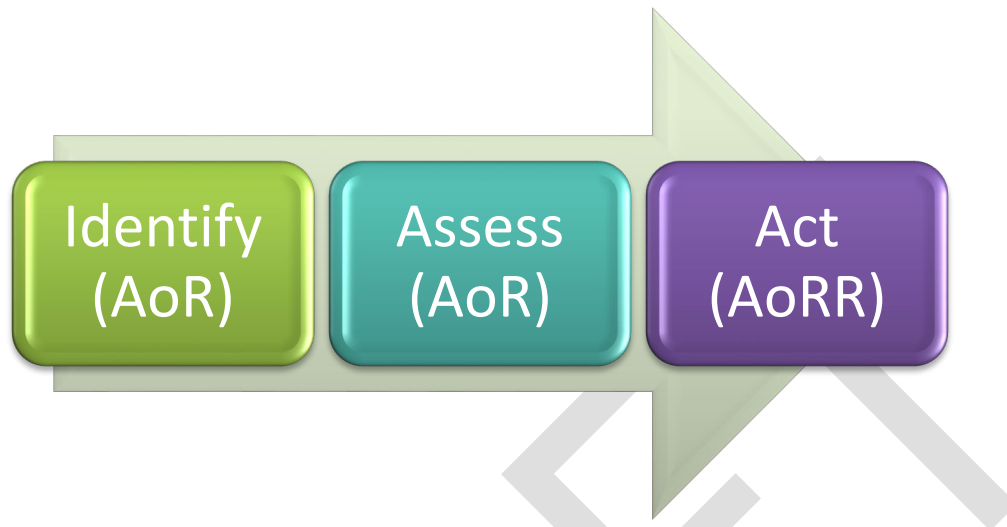 Identify
(AoR)
Assess
(AoR)
Act
(AoRR)